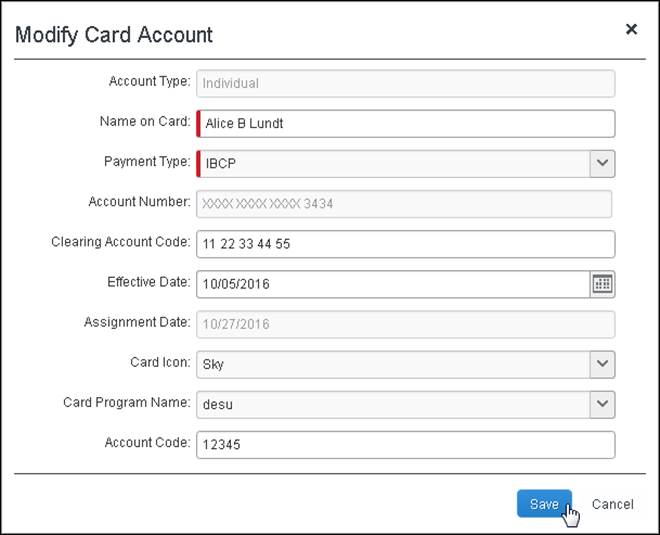 Modify Card Account
Account Type: Individual
Name on Card: Alice B Lundt
Payment Type: IBCP
Account Number: XXXX XXXX XXXX 3434
Clearing Account Code: 11 22 33 44 55
Effective Date: 10/05/2016
Assignment Date: 10/27/2016
Card Icon: Sky
Card Program Name: desu
Account Code: 12345
Save Cancel